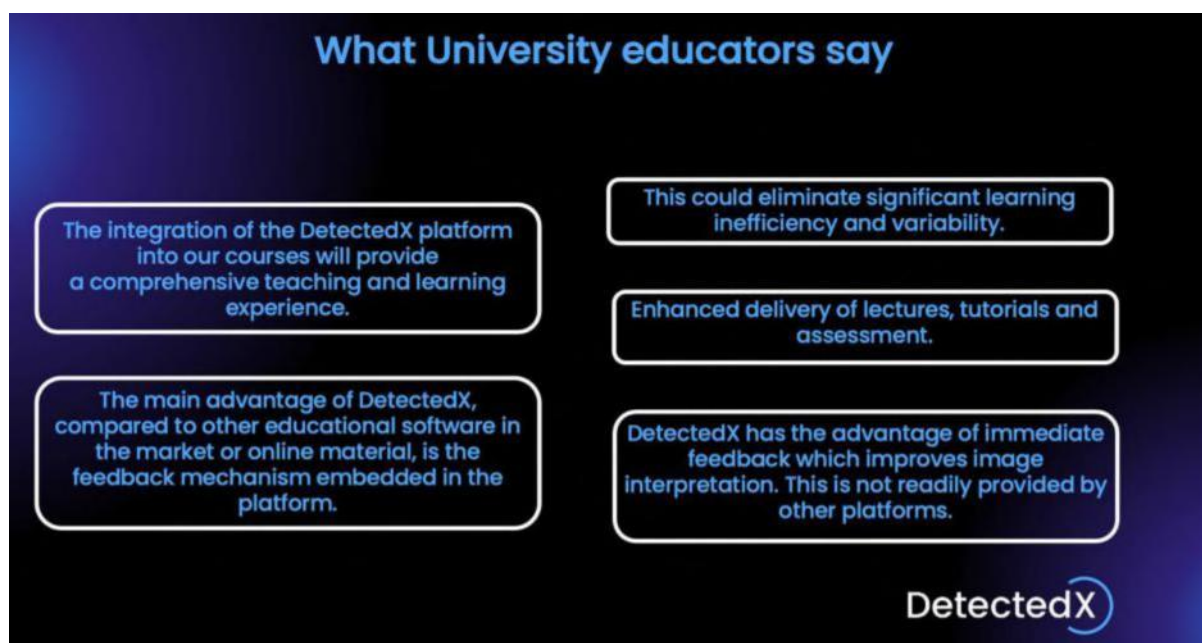 What University educators say
The integration of the DetectedX platform
into our courses will provide
a comprehensive teaching and learning
experience.
The main advantage of DetectedX,
compared to other educational software in
the market or online material, is the
feedback mechanism embedded in the
platform.
This could eliminate significant learning
inefficiency and variability.
Enhanced delivery of lectures, tutorials and
assessment.
DetectedX has the advantage of immediate
feedback which improves image
interpretation. This is not readily provided by
other platforms.
DetectedX